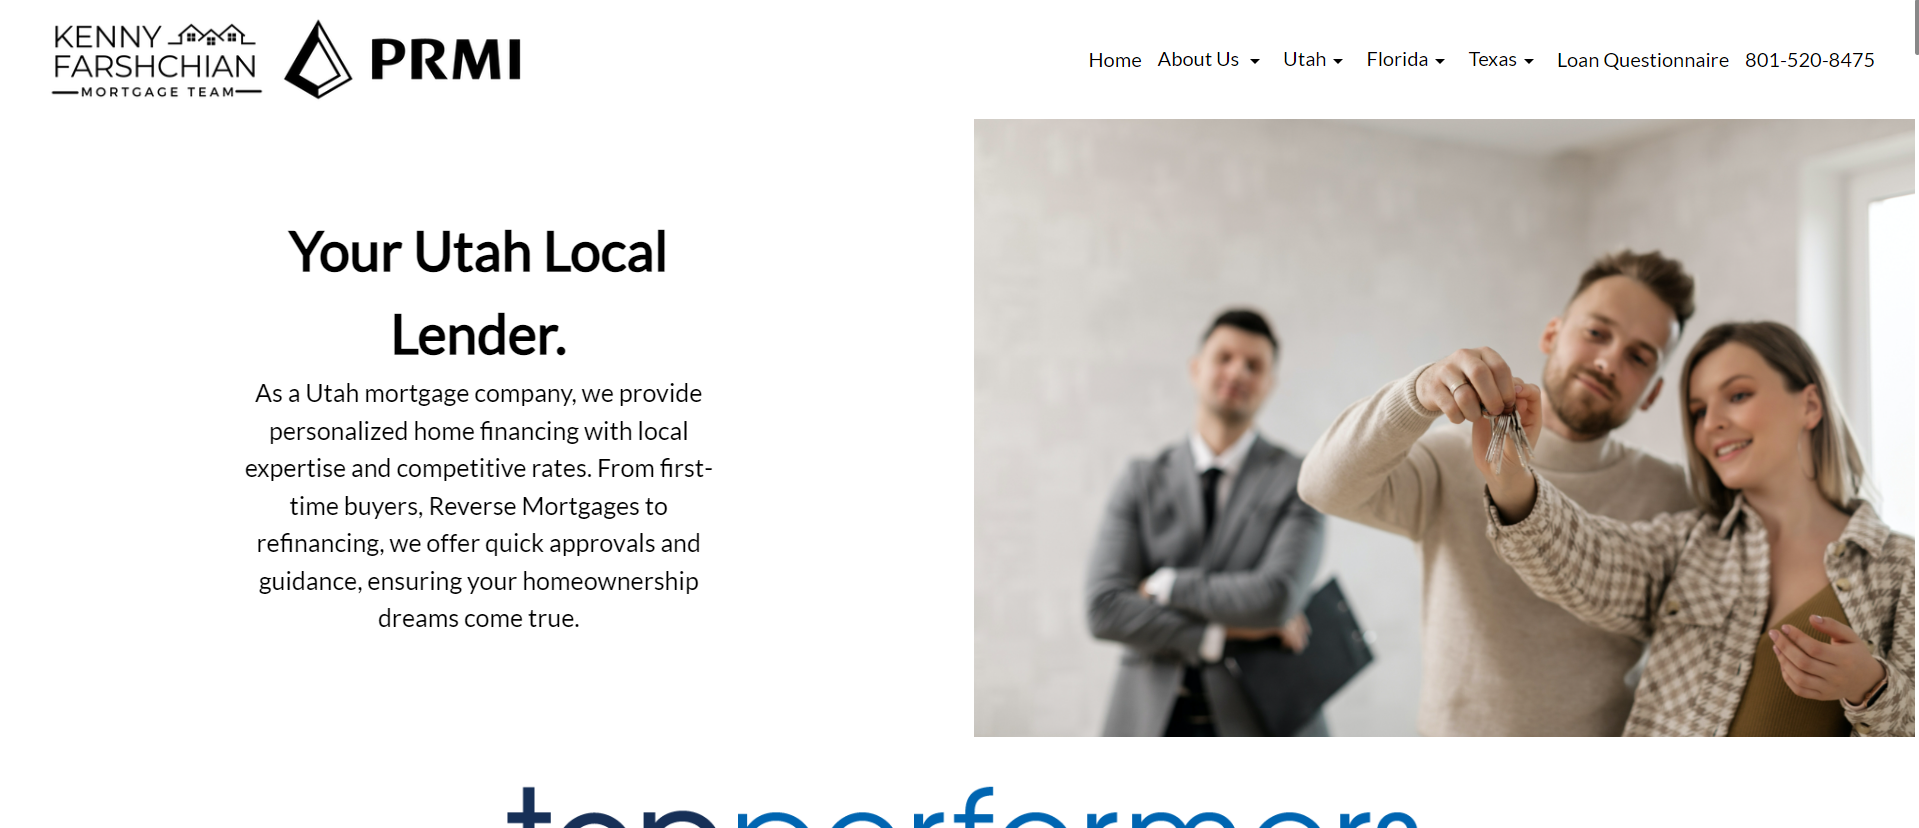 KENNY
FARSHCHIAN
MORTGAGE TEAM
PRMI
Home About Us Utah Florida Texas Loan Questionnaire 801-520-8475
Your Utah Local
Lender.
As a Utah mortgage company, we provide
personalized home financing with local
expertise and competitive rates. From first-
time buyers, Reverse Mortgages to
refinancing, we offer quick approvals and
guidance, ensuring your homeownership
dreams come true.
topperformers